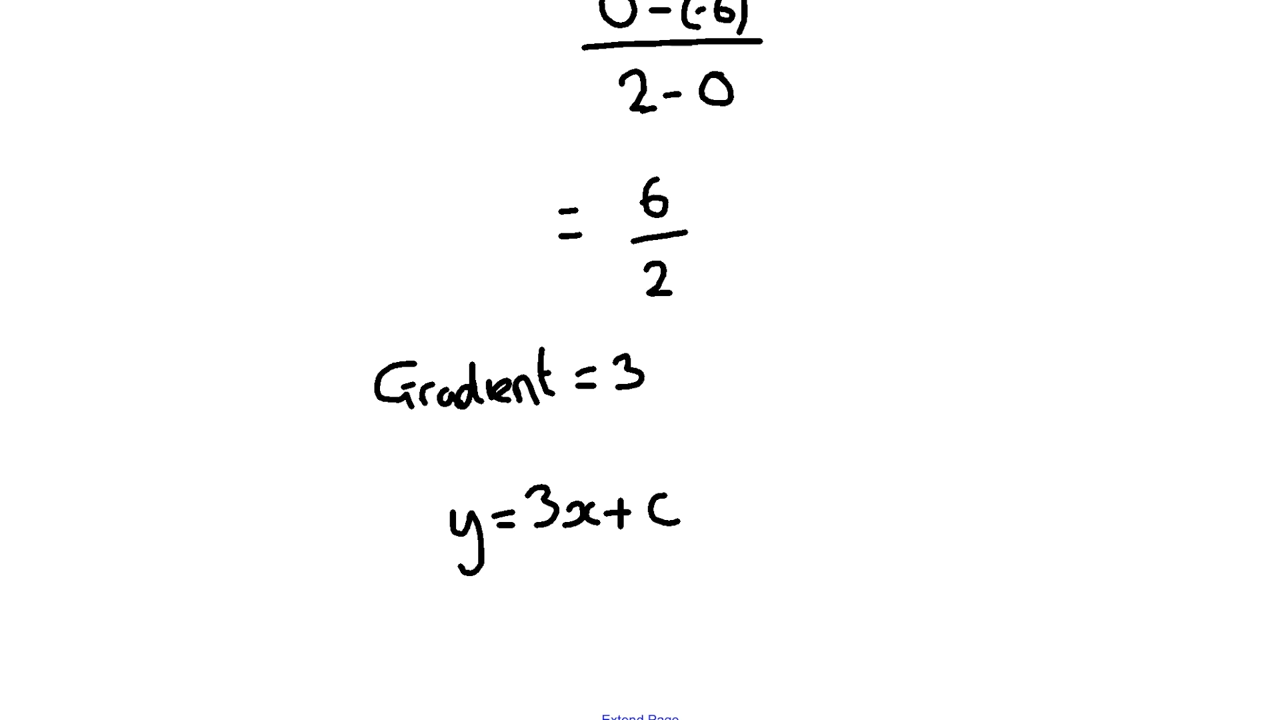 0 - (-6)
2 - 0
= 6
2
Gradient = 3
y = 3x + c
Extend Page